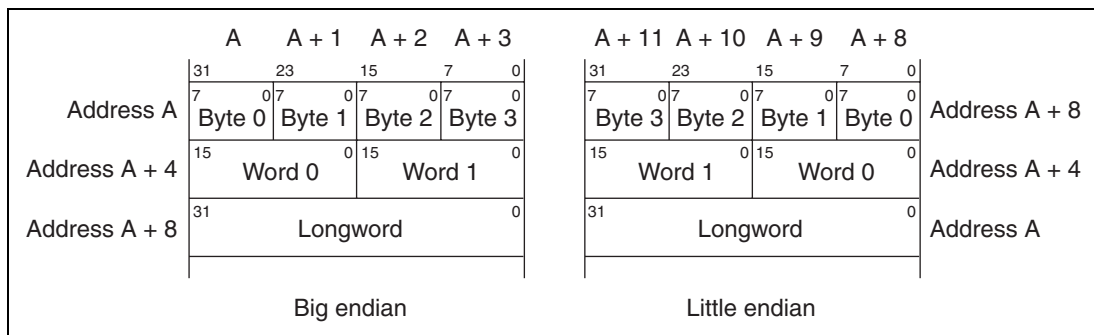 A A + 1 A + 2 A + 3 A + 11 A + 10 A + 9 A + 8
31 23 15 7 0 31 23 15 7 0
Address A 7 Byte 0 0 7 Byte 1 0 7 Byte 2 0 7 Byte 3 0 7 Byte 3 0 7 Byte 2 0 7 Byte 1 0 7 Byte 0 0 Address A + 8
Address A + 4 15 Word 0 0 15 Word 1 0 15 Word 1 0 15 Word 0 0 Address A + 4
Address A + 8 31 Longword 0 31 Longword 0 Address A
Big endian Little endian